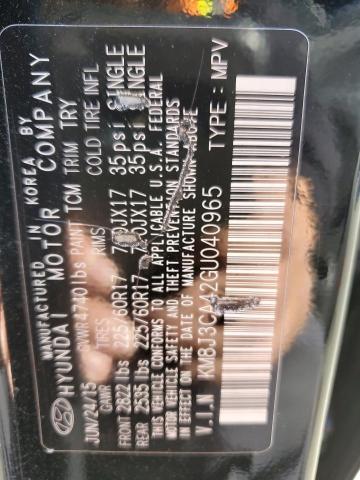 MANUFACTURED IN KOREA BY
HYUNDAI MOTOR COMPANY
JUN/24/15 GVWR 4740 lbs PAINT TCM TRIM TRY
GAWR TIRES RIMS COLD TIRE INFL
FRONT 2822 lbs 225/60R17 35psi SINGLE
REAR 2535 lbs 225/60R17 35psi SINGLE
THIS VEHICLE CONFORMS TO ALL APPLICABLE U.S.A. FEDERAL
MOTOR VEHICLE SAFETY AND THEFT PREVENTION STANDARDS
IN EFFECT ON THE DATE OF MANUFACTURE SHOWN ABOVE
V.I.N KM8J3CA42GU040965 TYPE: MPV